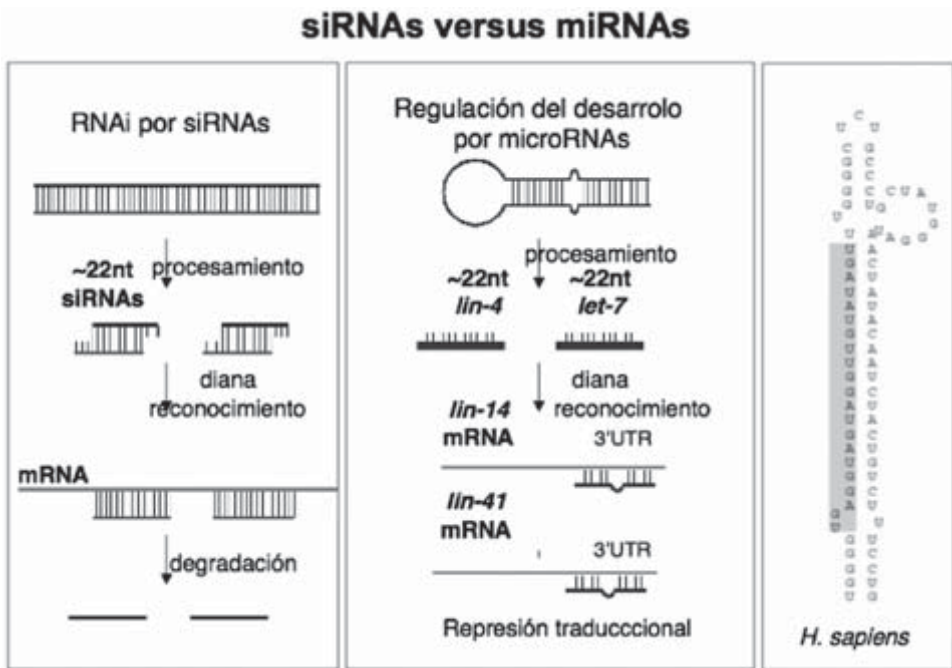 siRNAs versus miRNAs
RNAi por siRNAs
procesamiento
~22nt
siRNAs
diana
reconocimiento
mRNA
degradación
Regulación del desarrolo
por microRNAs
procesamiento
~22nt
~22nt
lin-4
let-7
diana
reconocimiento
lin-14
mRNA
3'UTR
lin-41
mRNA
3'UTR
Represión traducccional
H. sapiens